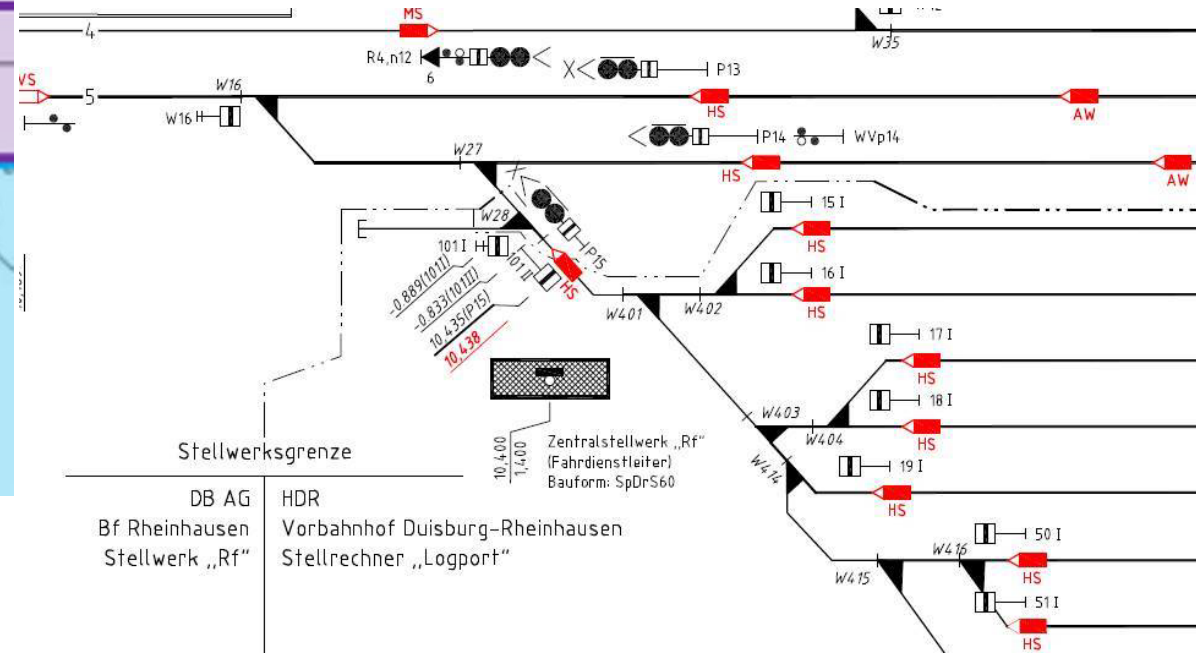 MS
4
W35
R4,n12
6
P13
VS
5
W16
HS
AW
W16
P14
WVp14
W27
HS
AW
W28
P15
15 I
HS
101 I
101 II
HS
16 I
HS
-0.889(101I)
-0.833(101II)
10,435(P15)
10,438
W401
W402
17 I
HS
18 I
HS
W403
W404
W414
19 I
HS
10,400
1,400
Zentralstellwerk „Rf"
(Fahrdienstleiter)
Bauform: SpDrS60
Stellwerksgrenze
DB AG
Bf Rheinhausen
Stellwerk „Rf"
HDR
Vorbahnhof Duisburg-Rheinhausen
Stellrechner „Logport"
50 I
W416
HS
W415
51 I
HS